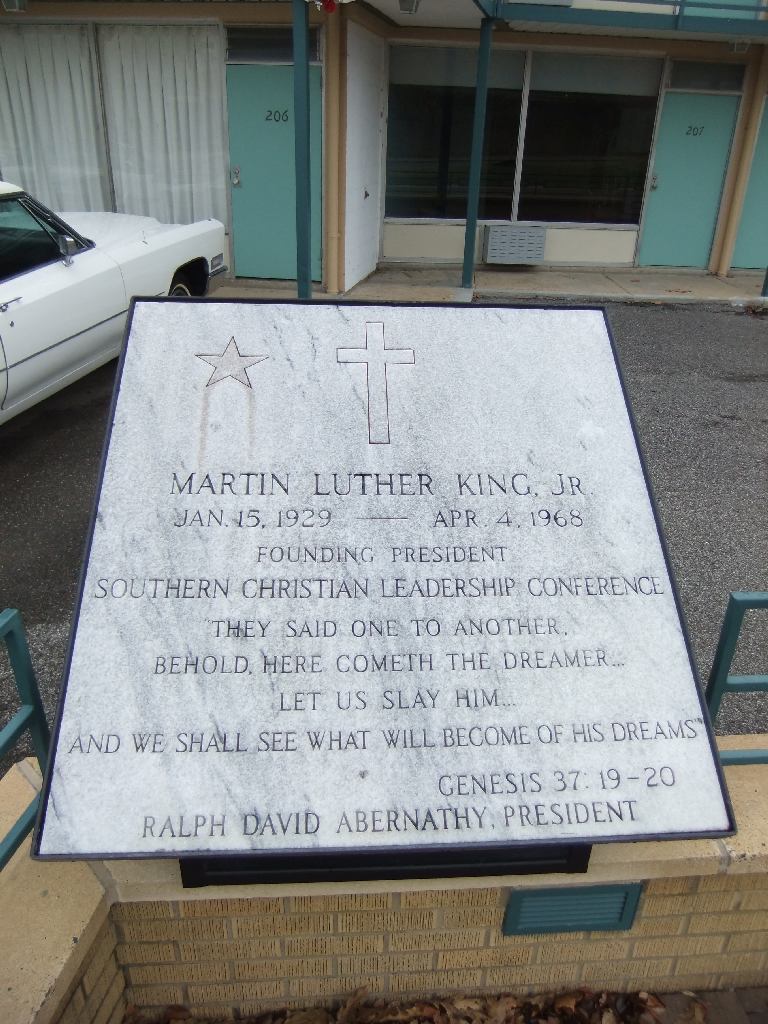 206
207
MARTIN LUTHER KING, JR.
JAN. 15, 1929 — APR. 4, 1968
FOUNDING PRESIDENT
SOUTHERN CHRISTIAN LEADERSHIP CONFERENCE
"THEY SAID ONE TO ANOTHER,
BEHOLD, HERE COMETH THE DREAMER...
LET US SLAY HIM...
AND WE SHALL SEE WHAT WILL BECOME OF HIS DREAMS"
GENESIS 37: 19-20
RALPH DAVID ABERNATHY, PRESIDENT